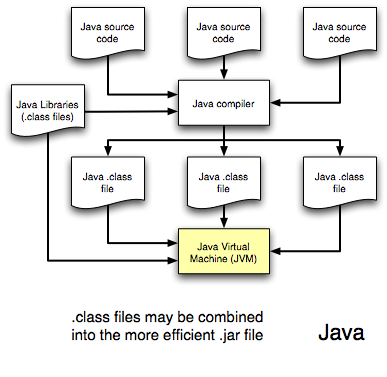 Java source
code
Java source
code
Java source
code
Java Libraries
(.class files)
Java compiler
Java .class
file
Java .class
file
Java .class
file
Java Virtual
Machine (JVM)
.class files may be combined
into the more efficient .jar file
Java